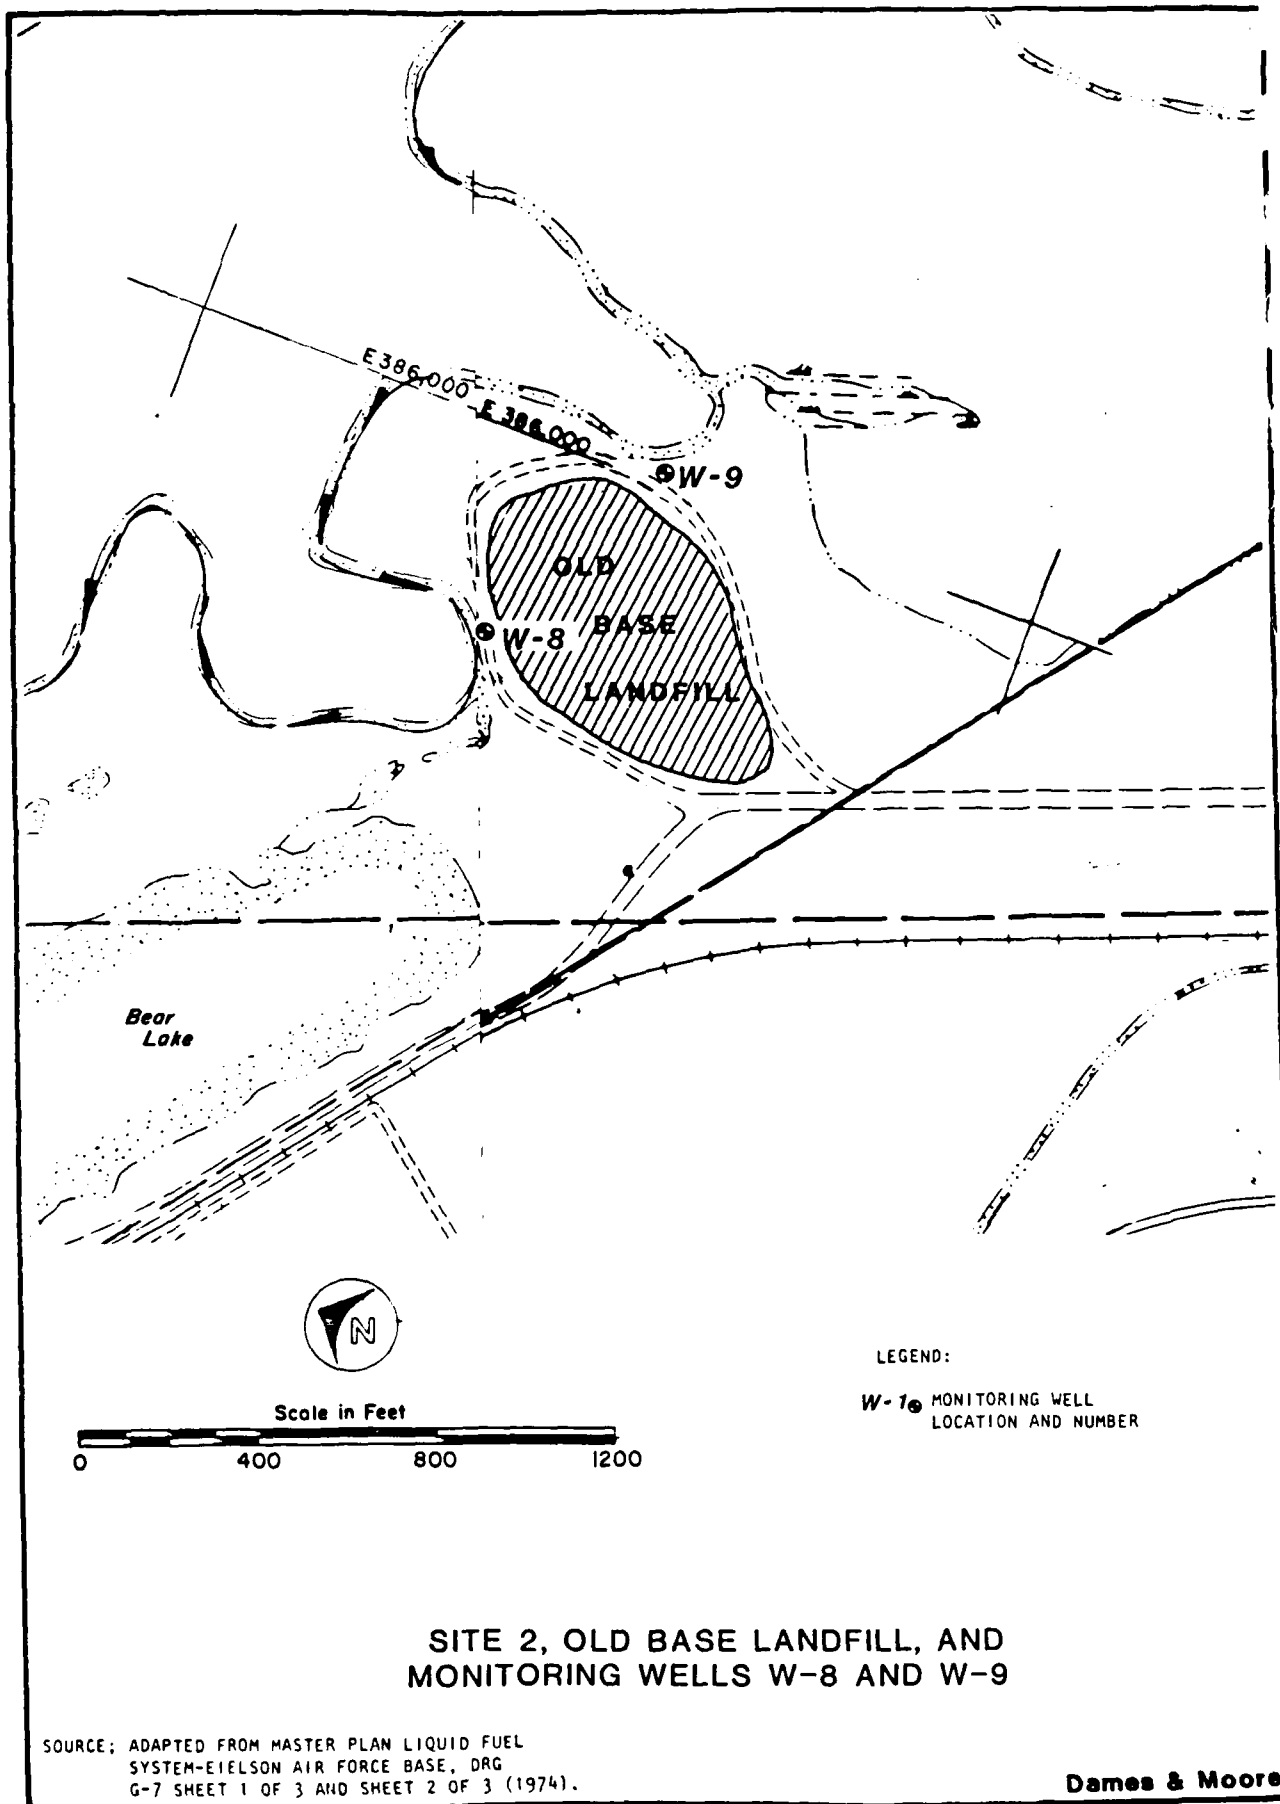 E 386,000
E 386,000
W-9
OLD
BASE
W-8
LANDFILL
Bear
Lake
N
Scale in Feet
0 400 800 1200
LEGEND:
W-1 MONITORING WELL
LOCATION AND NUMBER
SITE 2, OLD BASE LANDFILL, AND
MONITORING WELLS W-8 AND W-9
SOURCE; ADAPTED FROM MASTER PLAN LIQUID FUEL
SYSTEM-EIELSON AIR FORCE BASE, DRG
G-7 SHEET 1 OF 3 AND SHEET 2 OF 3 (1974).
Dames & Moore